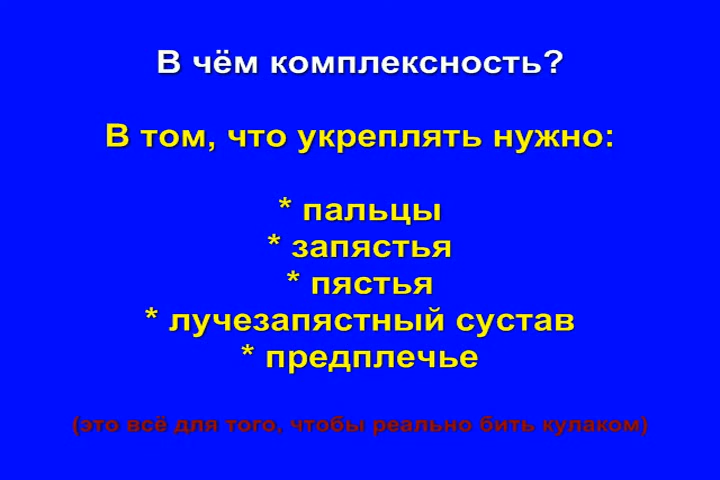 В чём комплексность?
В том, что укреплять нужно:
* пальцы
* запястья
* пястья
* лучезапястный сустав
* предплечье
(это всё для того, чтобы реально бить кулаком)